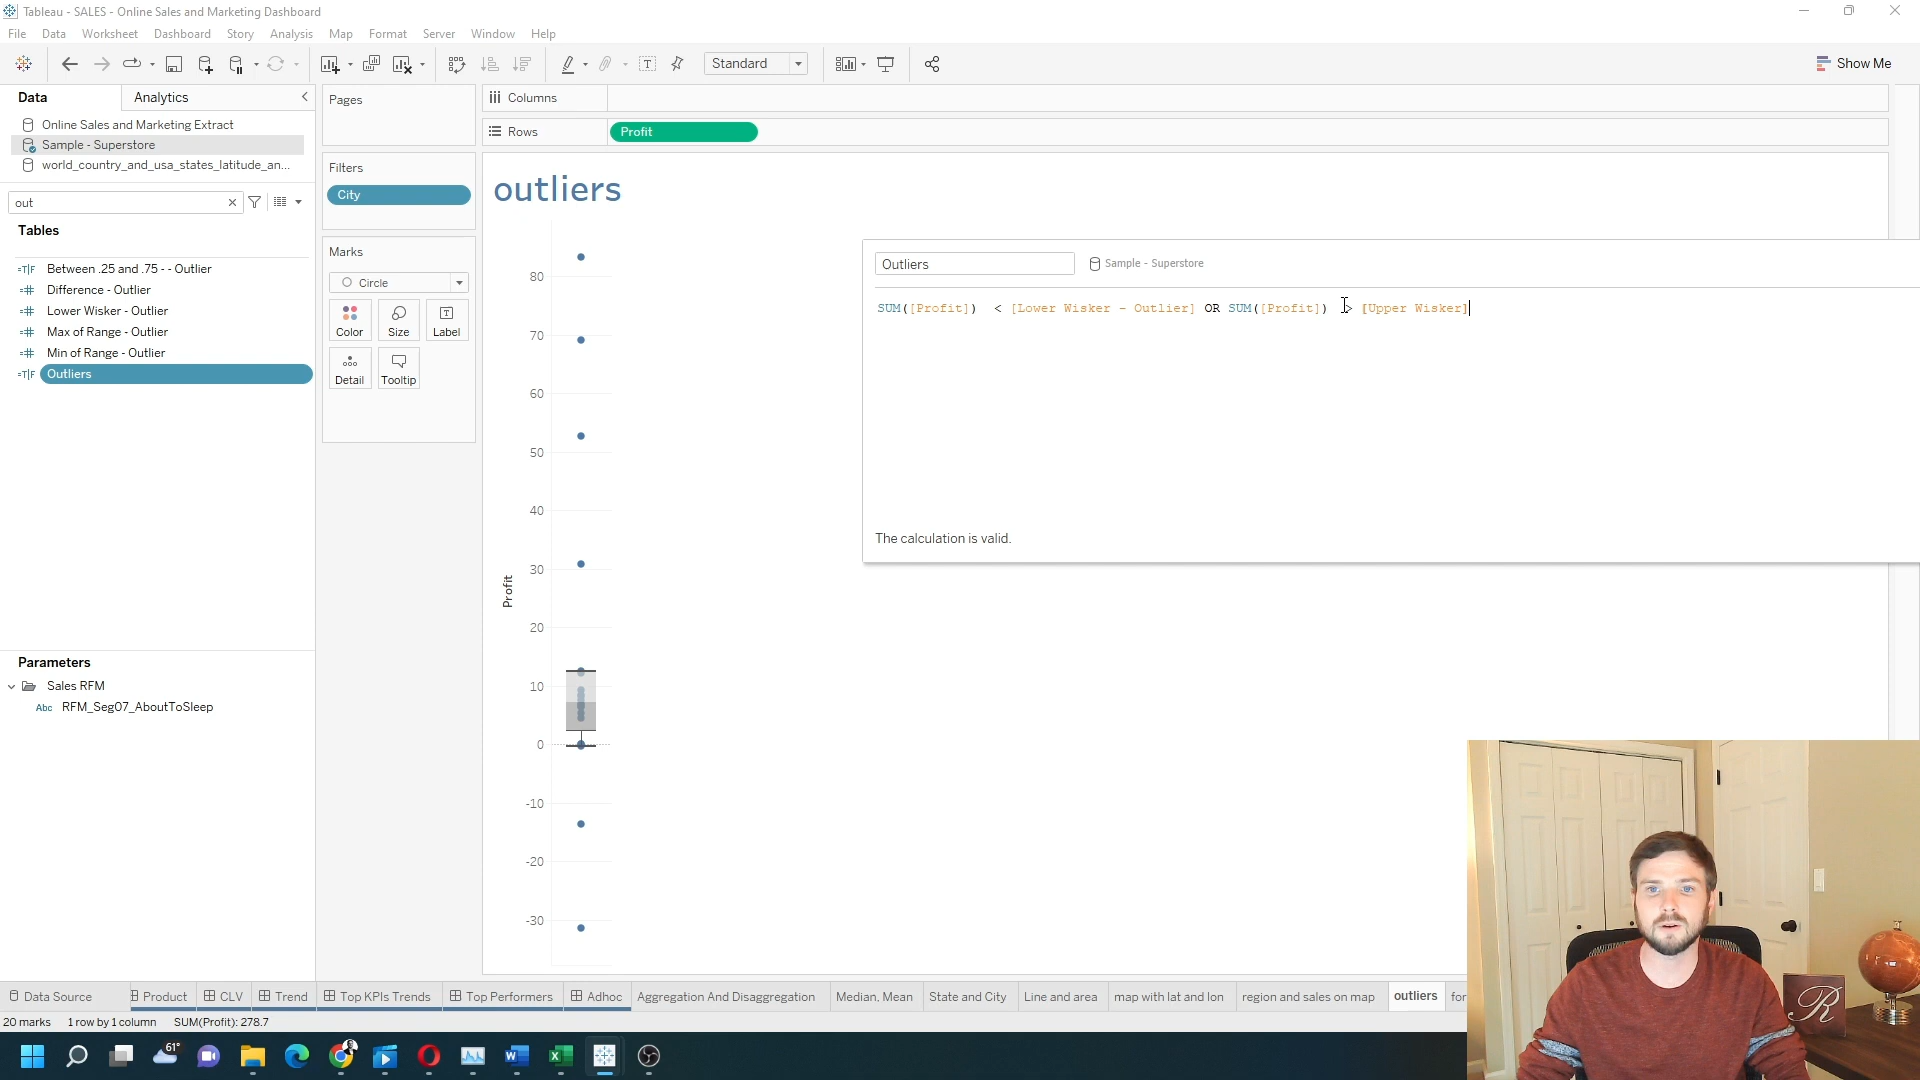 Tableau - SALES - Online Sales and Marketing Dashboard
File Data Worksheet Dashboard Story Analysis Map Format Server Window Help
Standard
Show Me
Data
Analytics
Online Sales and Marketing Extract
Sample - Superstore
world_country_and_usa_states_latitude_an...
out
Tables
=T|F Between .25 and .75 - - Outlier
=# Difference - Outlier
=# Lower Wisker - Outlier
=# Max of Range - Outlier
=# Min of Range - Outlier
=T|F Outliers
Parameters
Sales RFM
Abc RFM_Seg07_AboutToSleep
Pages
Filters
City
Marks
Circle
Color Size Label
Detail Tooltip
Columns
Rows
Profit
outliers
80
70
60
50
40
30
20
10
0
-10
-20
-30
Profit
Outliers
Sample - Superstore
SUM([Profit]) < [Lower Wisker - Outlier] OR SUM([Profit]) > [Upper Wisker]
The calculation is valid.
R
Data Source Product CLV Trend Top KPIs Trends Top Performers Adhoc Aggregation And Disaggregation Median, Mean State and City Line and area map with lat and lon region and sales on map outliers for
20 marks 1 row by 1 column SUM(Profit): 278.7
61°